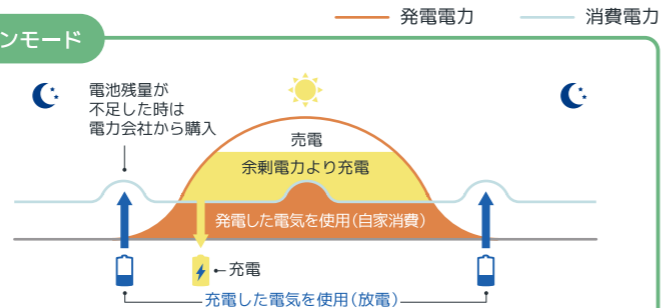 発電電力
消費電力
ンモード
電池残量が
不足した時は
電力会社から購入
売電
余剰電力より充電
発電した電気を使用（自家消費）
←充電
充電した電気を使用（放電）